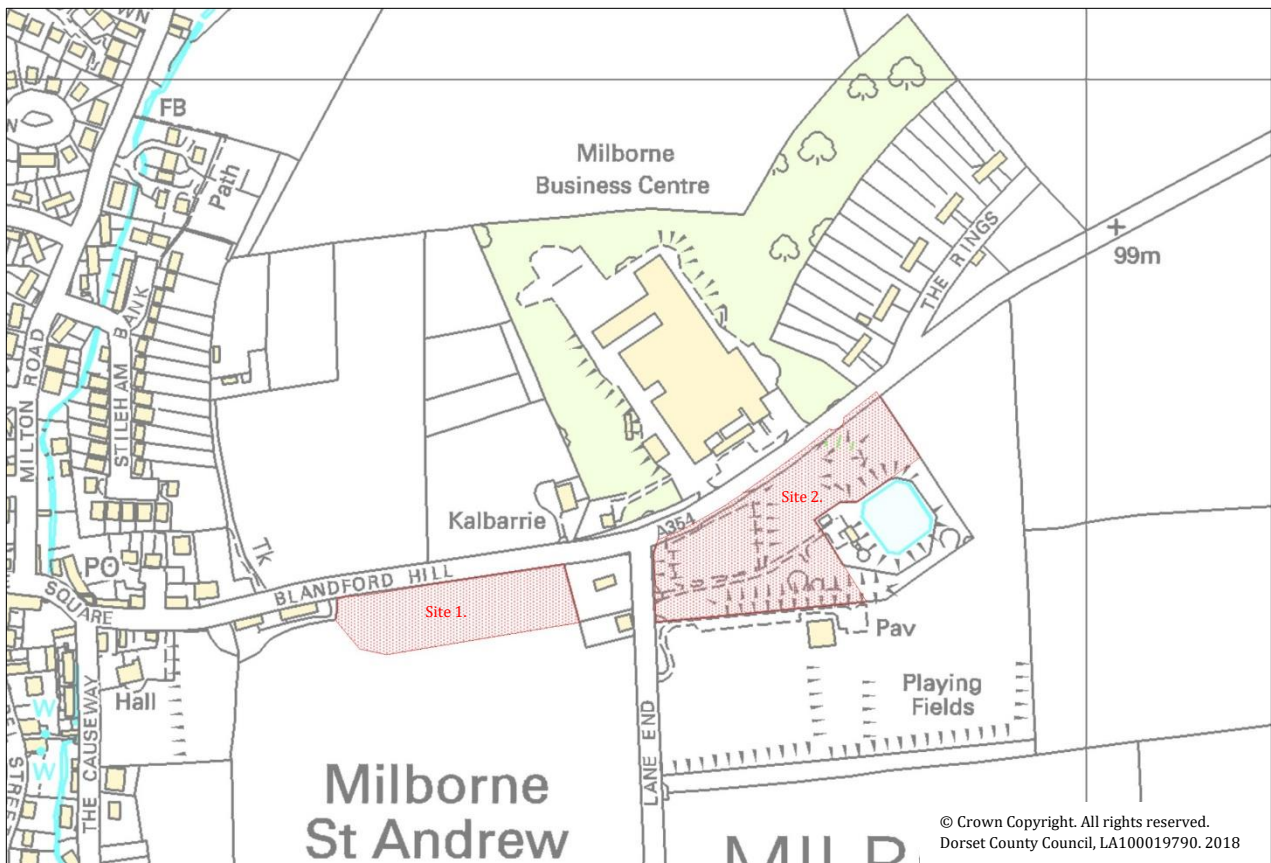 WN
FB
Path
Milborne
Business Centre
THE RINGS
99m
MILTON ROAD
STILEHAM BANK
Kalbarrie
A354
Site 2.
PO
Tk
SQUARE
BLANDFORD HILL
Site 1.
Pav
Hall
Playing
Fields
W
W
THE CAUSEWAY
LANE END
STREET
Milborne
St Andrew
© Crown Copyright. All rights reserved.
Dorset County Council, LA100019790. 2018